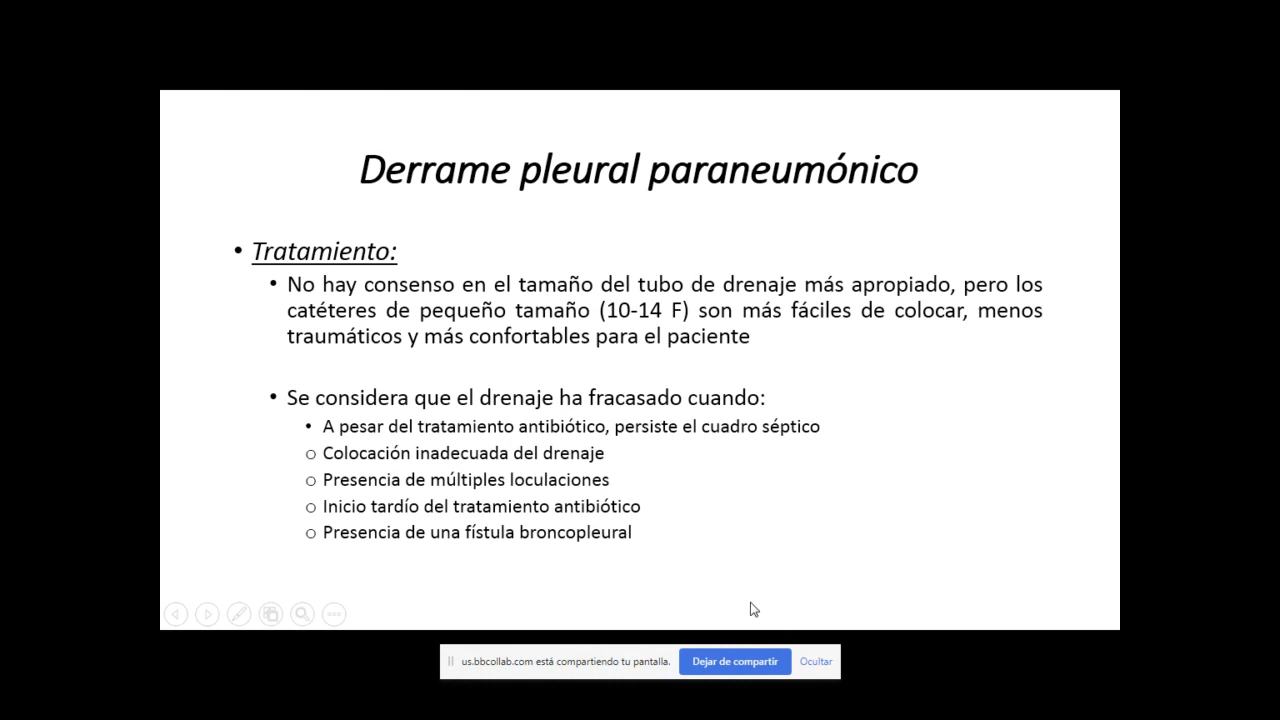 Derrame pleural paraneumónico
• Tratamiento:
• No hay consenso en el tamaño del tubo de drenaje más apropiado, pero los
catéteres de pequeño tamaño (10-14 F) son más fáciles de colocar, menos
traumáticos y más confortables para el paciente
• Se considera que el drenaje ha fracasado cuando:
• A pesar del tratamiento antibiótico, persiste el cuadro séptico
o Colocación inadecuada del drenaje
o Presencia de múltiples loculaciones
o Inicio tardío del tratamiento antibiótico
o Presencia de una fístula broncopleural
us.bbcollab.com está compartiendo tu pantalla. Dejar de compartir Ocultar